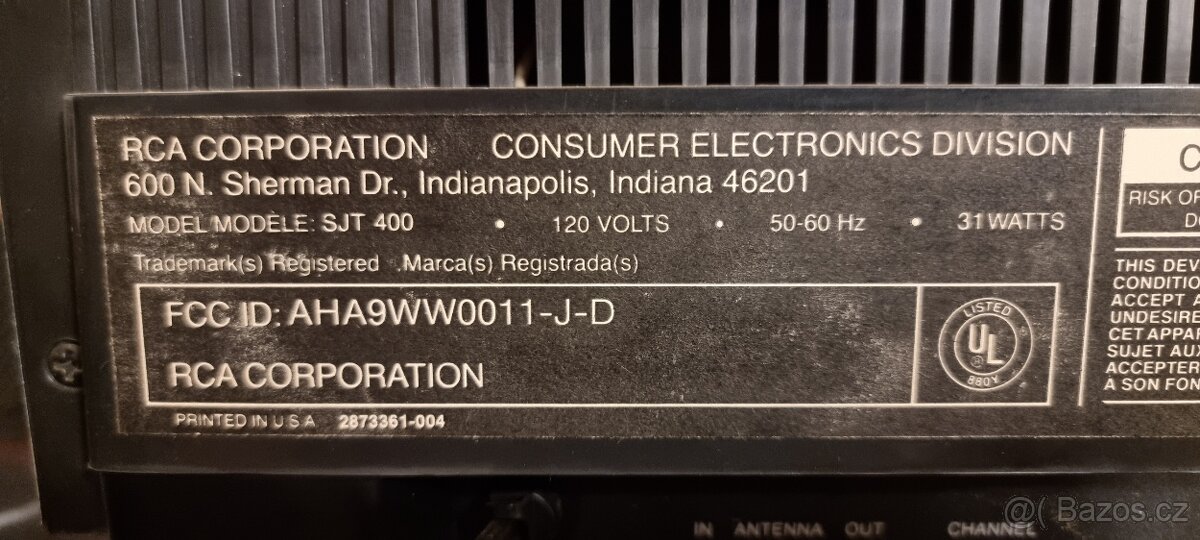 RCA CORPORATION CONSUMER ELECTRONICS DIVISION
600 N. Sherman Dr., Indianapolis, Indiana 46201
MODEL/MODÈLE: SJT 400 • 120 VOLTS • 50-60 Hz • 31 WATTS
Trademark(s) Registered .Marca(s) Registrada(s)
FCC ID: AHA9WW0011-J-D
RCA CORPORATION
LISTED
UL
®
880Y
PRINTED IN U S A 2873361-004
C
RISK OF
THIS DEV
CONDITIO
ACCEPT A
UNDESIRE
CET APPAR
SUJET AUX
ACCEPTER
A SON FON
IN ANTENNA OUT CHANNEL
@( Bazos.cz